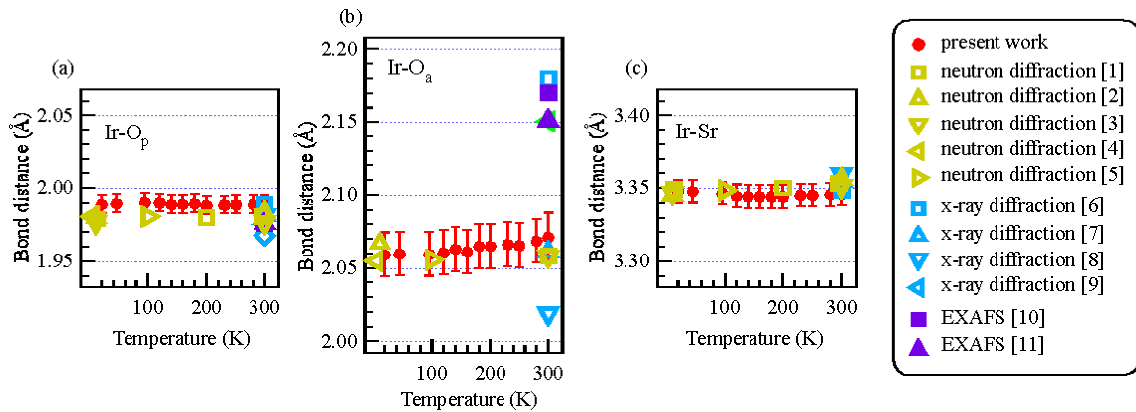 (a)
Ir-Op
2.05
2.00
1.95
Bond distance (Å)
100
200
300
Temperature (K)
(b)
Ir-Oa
2.20
2.15
2.10
2.05
2.00
Bond distance (Å)
100
200
300
Temperature (K)
(c)
Ir-Sr
3.40
3.35
3.30
Bond distance (Å)
100
200
300
Temperature (K)
present work
neutron diffraction [1]
neutron diffraction [2]
neutron diffraction [3]
neutron diffraction [4]
neutron diffraction [5]
x-ray diffraction [6]
x-ray diffraction [7]
x-ray diffraction [8]
x-ray diffraction [9]
EXAFS [10]
EXAFS [11]